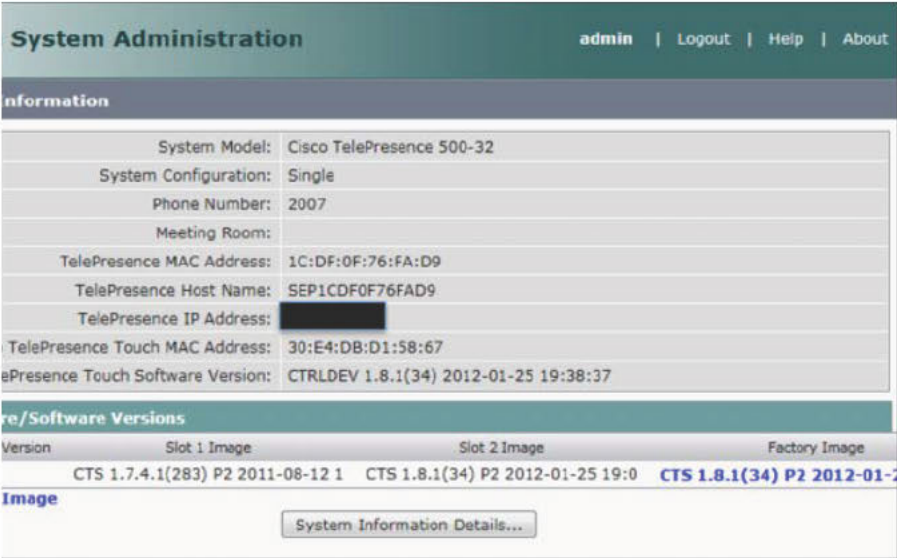 System Administration admin | Logout | Help | About
Information
System Model: Cisco TelePresence 500-32
System Configuration: Single
Phone Number: 2007
Meeting Room:
TelePresence MAC Address: 1C:DF:0F:76:FA:D9
TelePresence Host Name: SEP1CDF0F76FAD9
TelePresence IP Address:
TelePresence Touch MAC Address: 30:E4:DB:D1:58:67
ePresence Touch Software Version: CTRLDEV 1.8.1(34) 2012-01-25 19:38:37
re/Software Versions
Version Slot 1 Image Slot 2 Image Factory Image
CTS 1.7.4.1(283) P2 2011-08-12 1 CTS 1.8.1(34) P2 2012-01-25 19:0 CTS 1.8.1(34) P2 2012-01-2
Image
System Information Details...